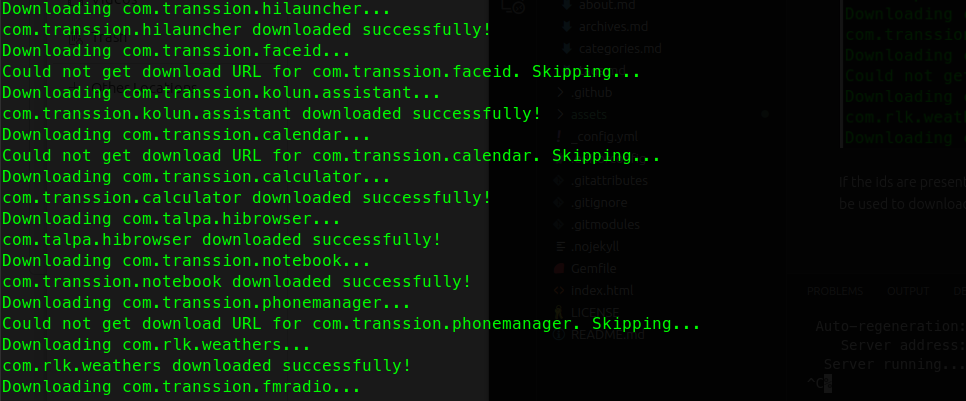 Downloading com.transsion.hilauncher...
com.transsion.hilauncher downloaded successfully!
Downloading com.transsion.faceid...
Could not get download URL for com.transsion.faceid. Skipping...
Downloading com.transsion.kolun.assistant...
com.transsion.kolun.assistant downloaded successfully!
Downloading com.transsion.calendar...
Could not get download URL for com.transsion.calendar. Skipping...
Downloading com.transsion.calculator...
com.transsion.calculator downloaded successfully!
Downloading com.talpa.hibrowser...
com.talpa.hibrowser downloaded successfully!
Downloading com.transsion.notebook...
com.transsion.notebook downloaded successfully!
Downloading com.transsion.phonemanager...
Could not get download URL for com.transsion.phonemanager. Skipping...
Downloading com.rlk.weathers...
com.rlk.weathers downloaded successfully!
Downloading com.transsion.fmradio...
about.md
archives.md
categories.md
.github
assets
_config.yml
.gitattributes
.gitignore
.gitmodules
.nojekyll
Gemfile
index.html
LICENSE
README.md
Downloading
com.transsion
Downloading
Could not ge
Downloading
com.rlk.weat
Downloading
If the ids are present
be used to download
PROBLEMS OUTPUT DE
Auto-regeneration:
Server address:
Server running...
^C